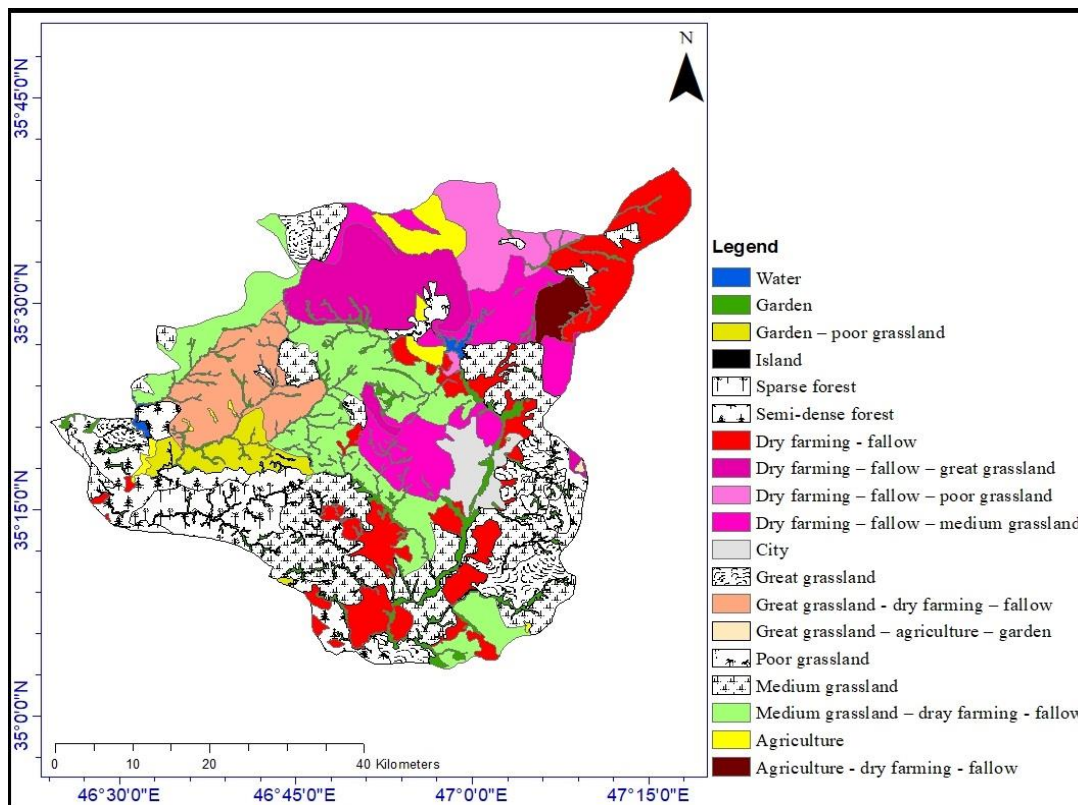 N
35°45'0"N
35°30'0"N
35°15'0"N
35°0'0"N
Legend
Water
Garden
Garden – poor grassland
Island
Sparse forest
Semi-dense forest
Dry farming - fallow
Dry farming – fallow – great grassland
Dry farming – fallow – poor grassland
Dry farming – fallow – medium grassland
City
Great grassland
Great grassland - dry farming – fallow
Great grassland – agriculture – garden
Poor grassland
Medium grassland
Medium grassland – dray farming - fallow
Agriculture
Agriculture - dry farming - fallow
0 10 20 40 Kilometers
46°30'0"E 46°45'0"E 47°0'0"E 47°15'0"E